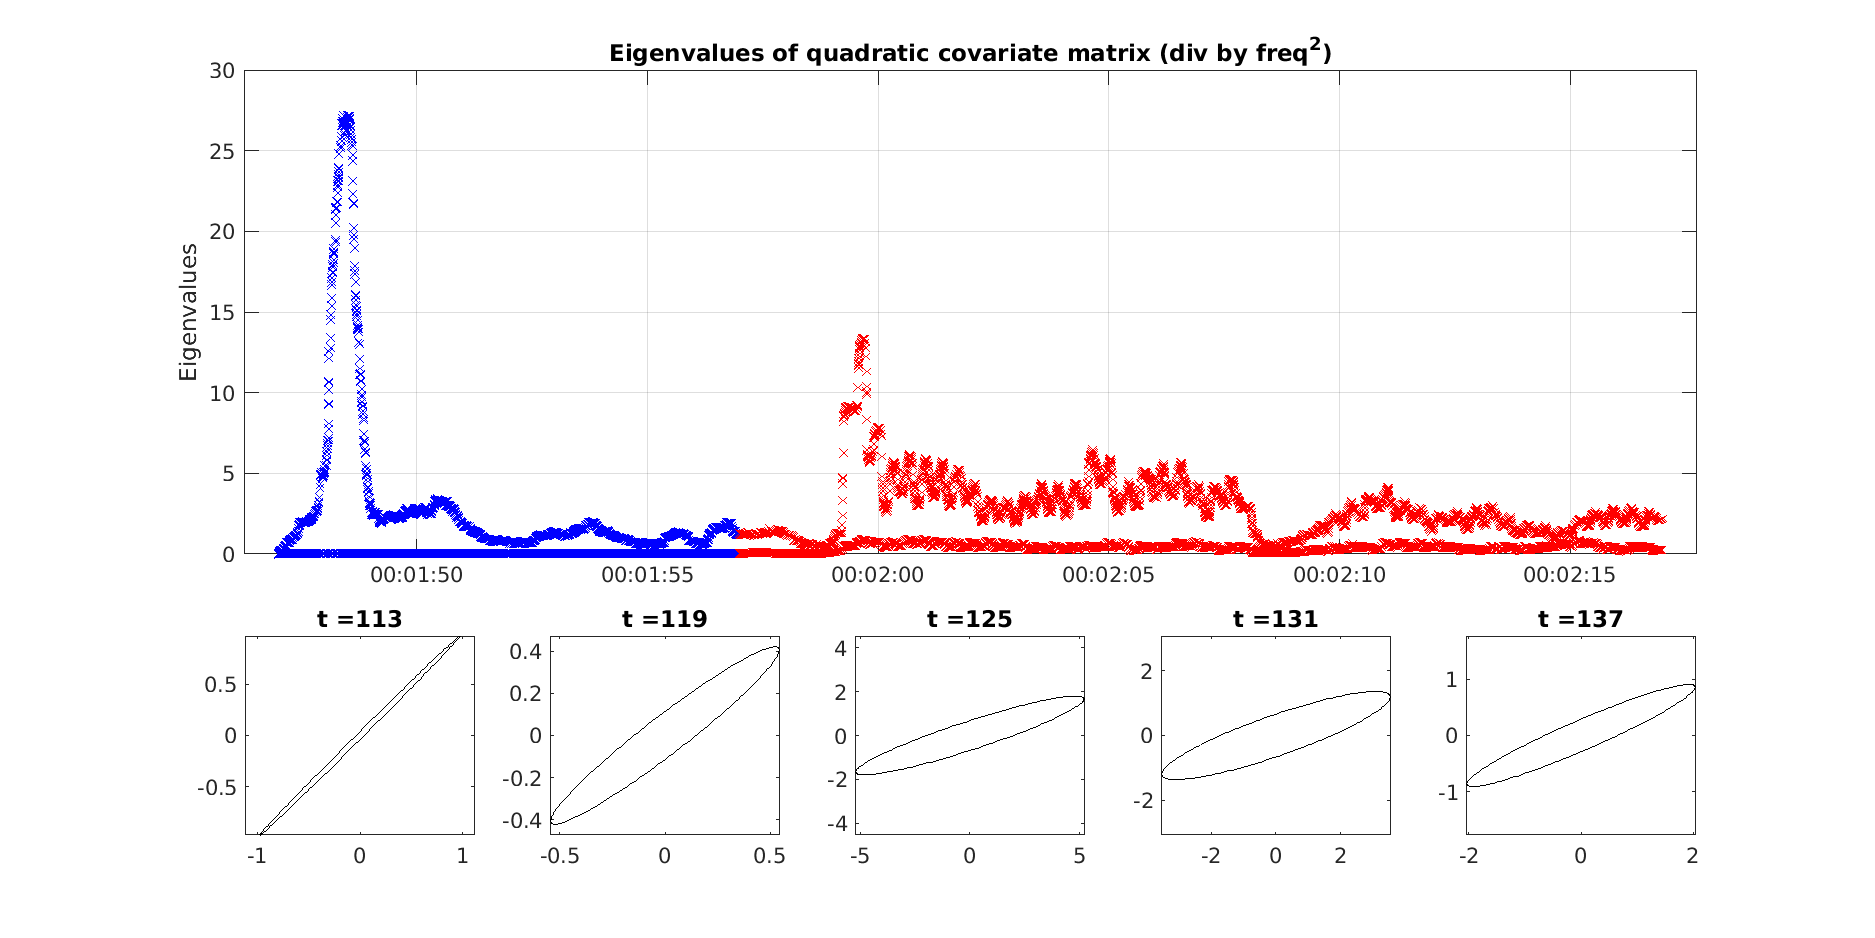 Eigenvalues of quadratic covariate matrix (div by freq²)
30
25
20
15
10
5
0
Eigenvalues
00:01:50 00:01:55 00:02:00 00:02:05 00:02:10 00:02:15
t =113 t =119 t =125 t =131 t =137
0.5
0
-0.5
-1 0 1
0.4
0.2
0
-0.2
-0.4
-0.5 0 0.5
4
2
0
-2
-4
-5 0 5
2
0
-2
-2 0 2
1
0
-1
-2 0 2